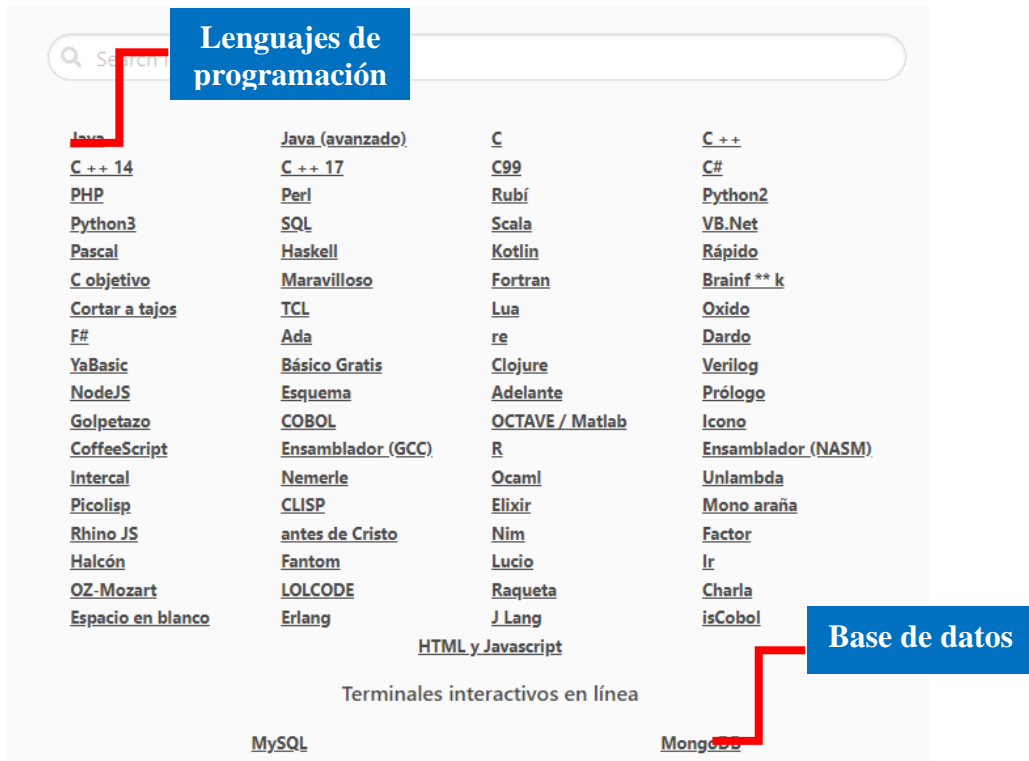 Lenguajes de
programación
Search
Java Java (avanzado) C C ++
C ++ 14 C ++ 17 C99 C#
PHP Perl Rubí Python2
Python3 SQL Scala VB.Net
Pascal Haskell Kotlin Rápido
C objetivo Maravilloso Fortran Brainf ** k
Cortar a tajos TCL Lua Oxido
F# Ada re Dardo
YaBasic Básico Gratis Clojure Verilog
NodeJS Esquema Adelante Prólogo
Golpetazo COBOL OCTAVE / Matlab Icono
CoffeeScript Ensamblador (GCC) R Ensamblador (NASM)
Intercal Nemerle Ocaml Unlambda
Picolisp CLISP Elixir Mono araña
Rhino JS antes de Cristo Nim Factor
Halcón Fantom Lucio Ir
OZ-Mozart LOLCODE Raqueta Charla
Espacio en blanco Erlang J Lang isCobol
HTML y Javascript
Base de datos
Terminales interactivos en línea
MySQL MongoDB